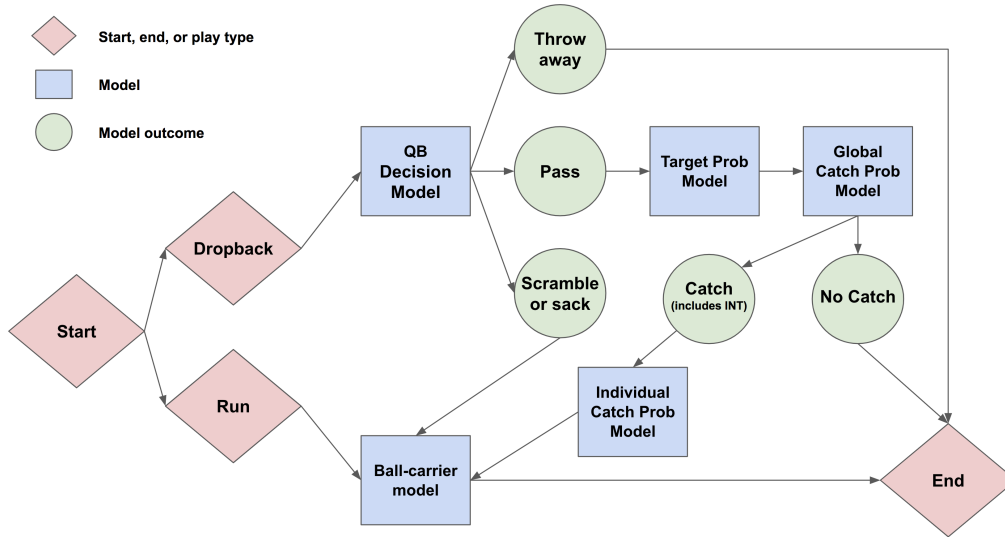 Start, end, or play type
Model
Model outcome
Throw
away
QB
Decision
Model
Pass
Target Prob
Model
Global
Catch Prob
Model
Dropback
Scramble
or sack
Catch
(includes INT)
No Catch
Start
Run
Individual
Catch Prob
Model
Ball-carrier
model
End